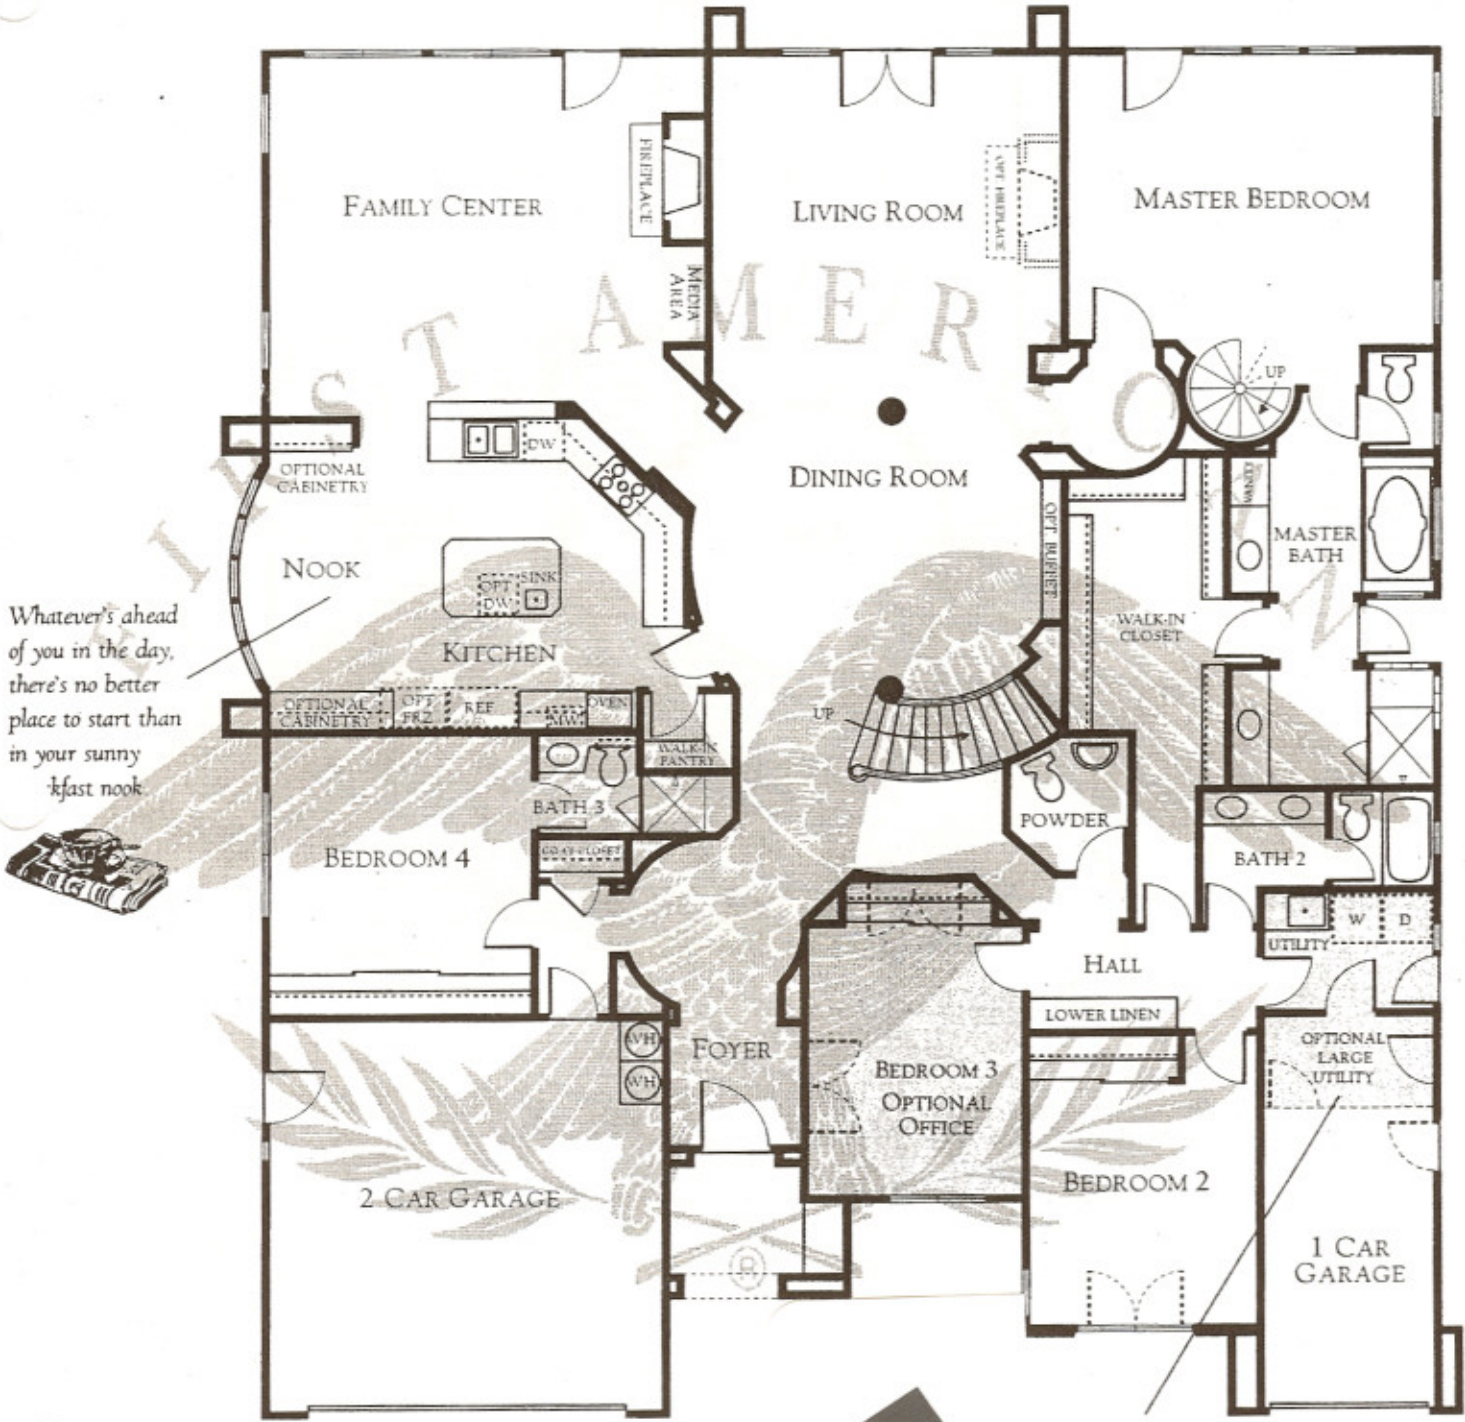 FAMILY CENTER
FIREPLACE
MEDIA
AREA
LIVING ROOM
OPT. FIREPLACE
MASTER BEDROOM
UP
FIRST AMERICAN
OPTIONAL
CABINETRY
DW
DINING ROOM
OPT. BUFFET
MASTER
BATH
NOOK
OPT
DW
SINK
KITCHEN
WALK-IN
CLOSET
Whatever's ahead
of you in the day,
there's no better
place to start than
in your sunny
kfast nook
OPTIONAL
CABINETRY
OPT
FRZ
REF
MW
OVEN
WALK-IN
PANTRY
UP
BATH 3
POWDER
BEDROOM 4
COAT CLOSET
BATH 2
W
D
UTILITY
HALL
LOWER LINEN
WH
WH
FOYER
BEDROOM 3
OPTIONAL
OFFICE
OPTIONAL
LARGE
UTILITY
2 CAR GARAGE
BEDROOM 2
1 CAR
GARAGE
R